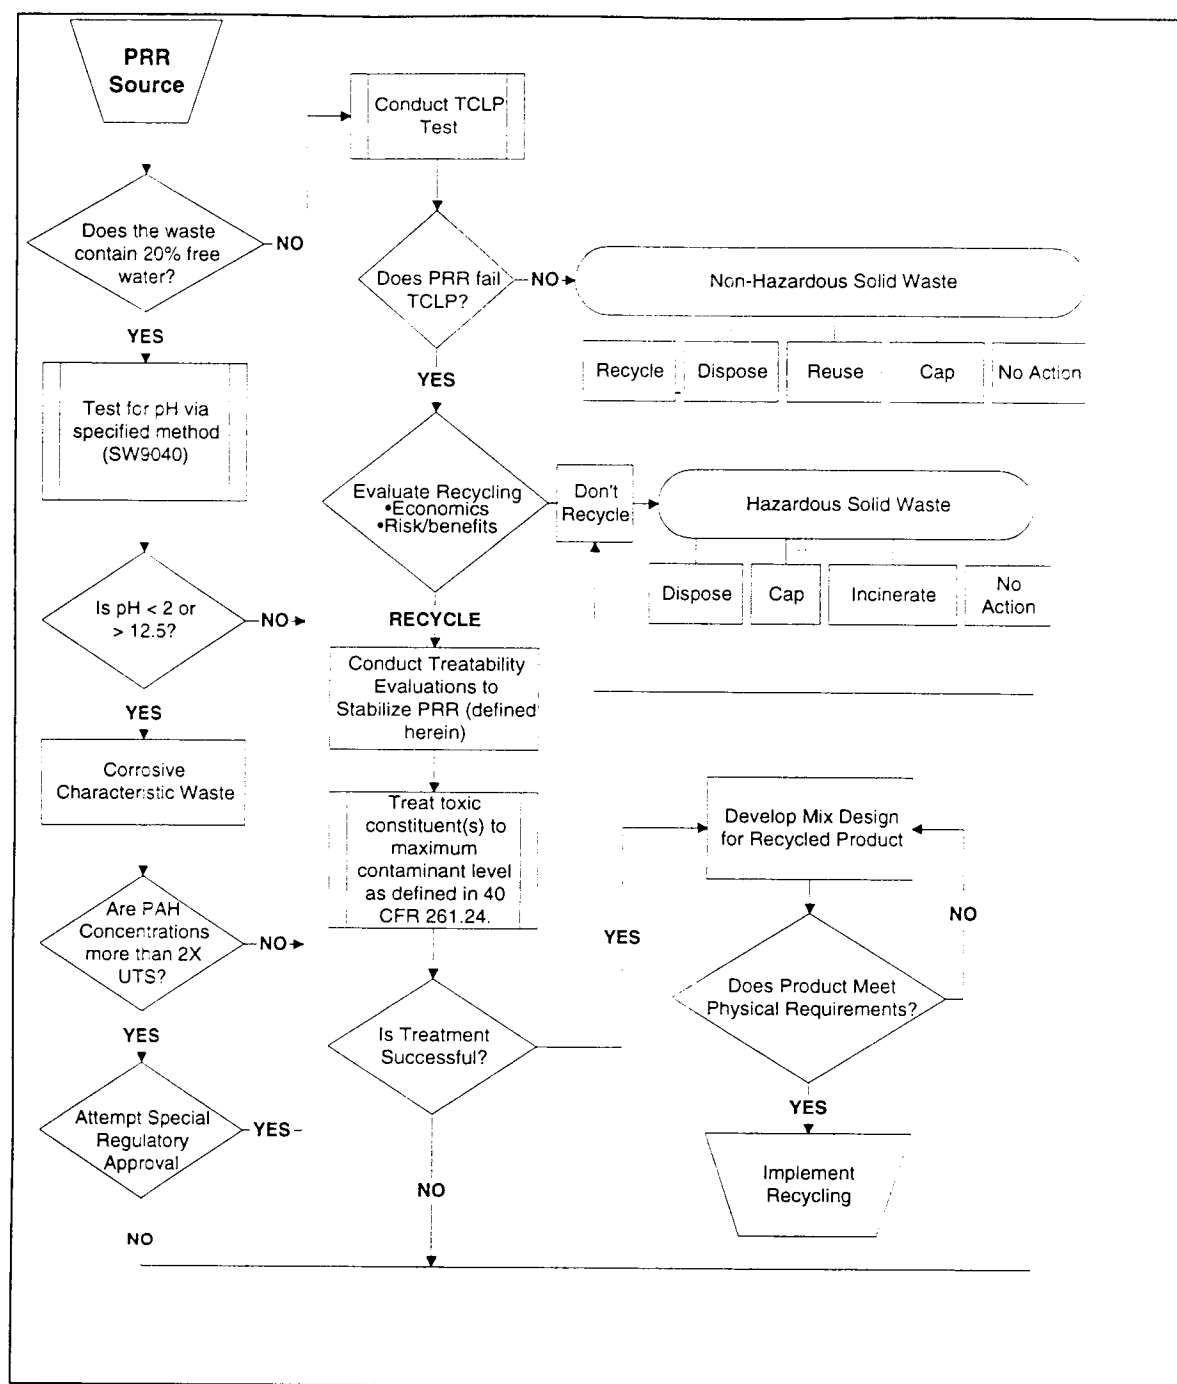 PRR
Source
Does the waste
contain 20% free
water?
NO
YES
Test for pH via
specified method
(SW9040)
Is pH < 2 or
> 12.5?
NO
YES
Corrosive
Characteristic Waste
Are PAH
Concentrations
more than 2X
UTS?
NO
YES
Attempt Special
Regulatory
Approval
YES
NO
Conduct TCLP
Test
Does PRR fail
TCLP?
NO
Non-Hazardous Solid Waste
Recycle
Dispose
Reuse
Cap
No Action
YES
Evaluate Recycling
•Economics
•Risk/benefits
Don't
Recycle
Hazardous Solid Waste
Dispose
Cap
Incinerate
No
Action
RECYCLE
Conduct Treatability
Evaluations to
Stabilize PRR (defined
herein)
Treat toxic
constituent(s) to
maximum
contaminant level
as defined in 40
CFR 261.24.
Is Treatment
Successful?
YES
NO
Develop Mix Design
for Recycled Product
NO
Does Product Meet
Physical Requirements?
YES
Implement
Recycling